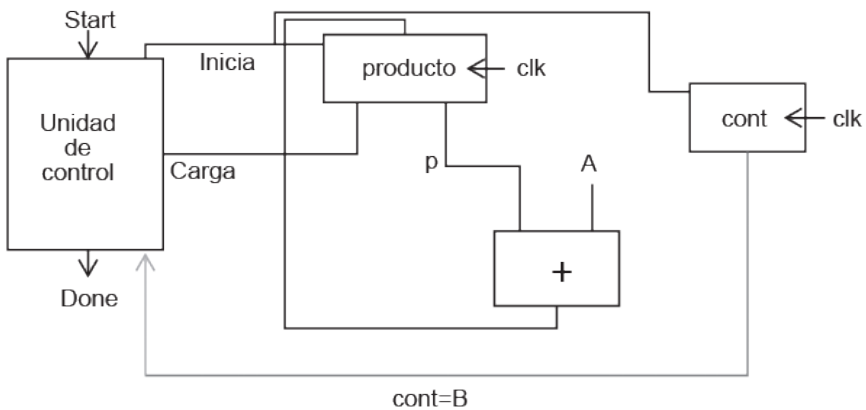 Start
Inicia
producto
clk
Unidad
de
control
cont
clk
Carga
p
A
+
Done
cont=B